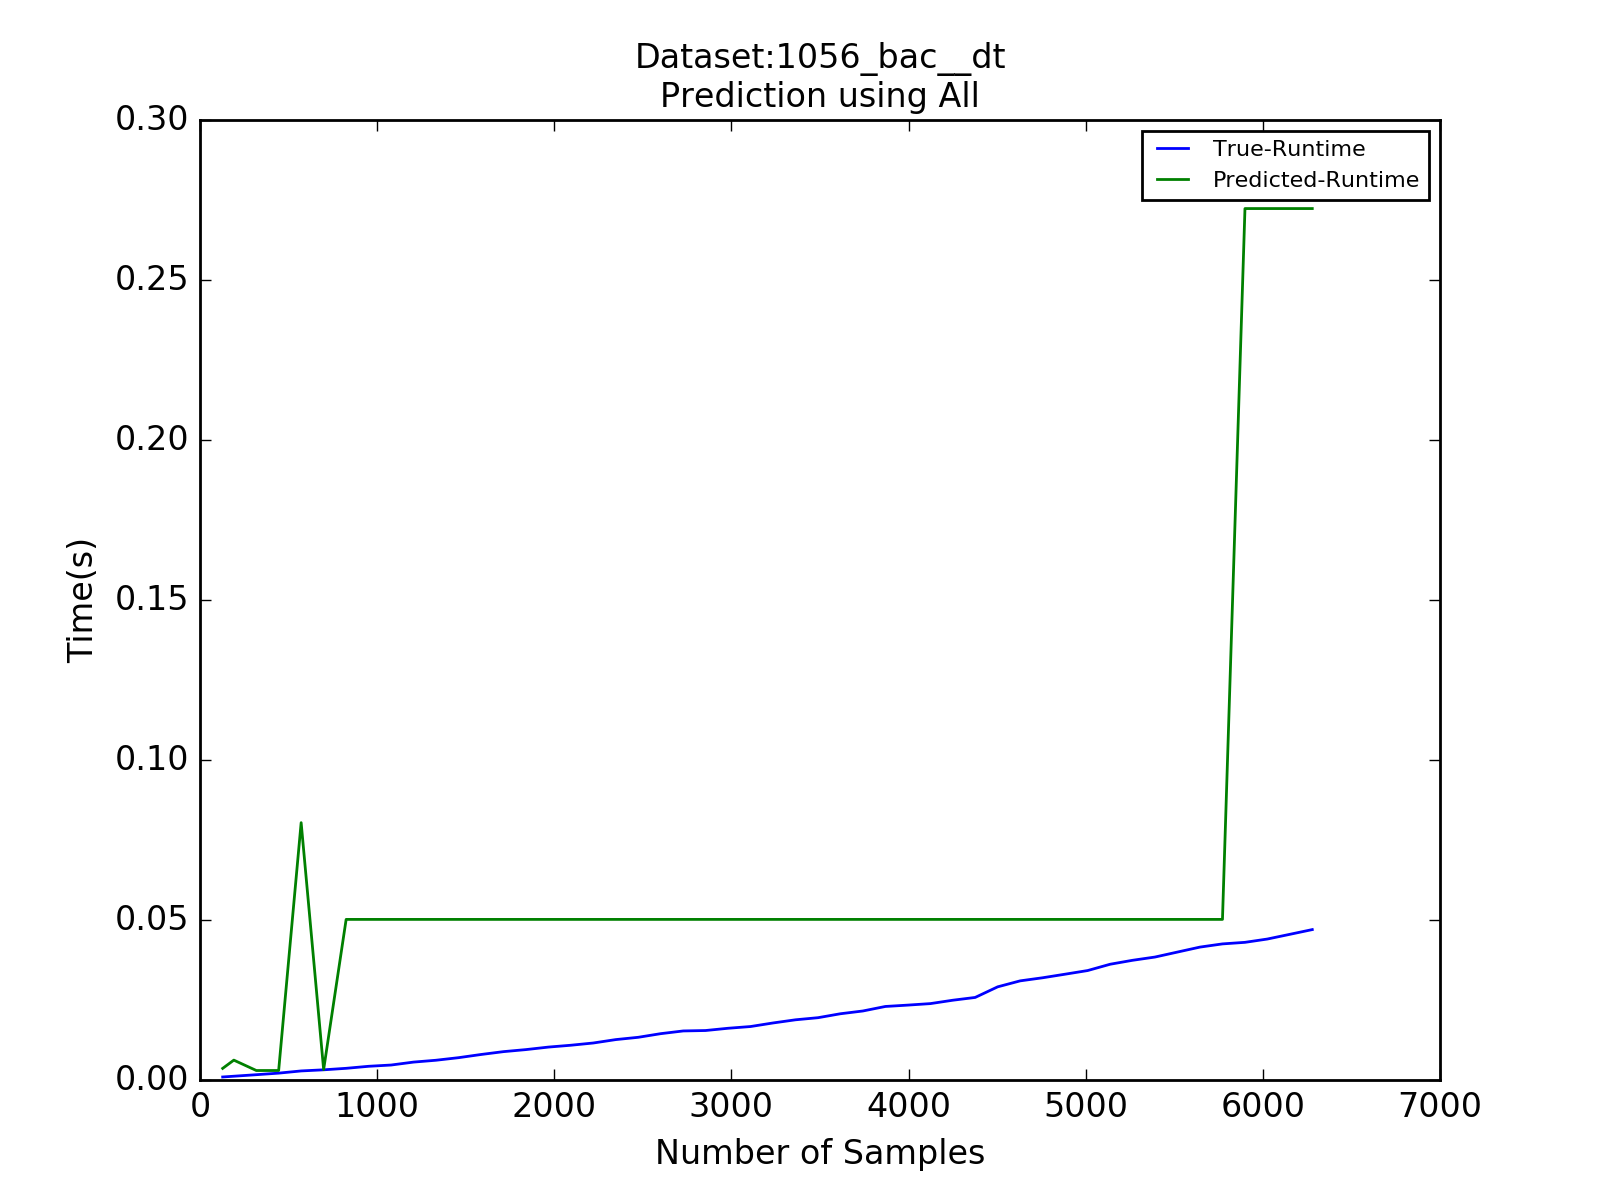 Dataset:1056_bac__dt
Prediction using All
0.30
0.25
0.20
0.15
0.10
0.05
0.00
Time(s)
True-Runtime
Predicted-Runtime
0 1000 2000 3000 4000 5000 6000 7000
Number of Samples